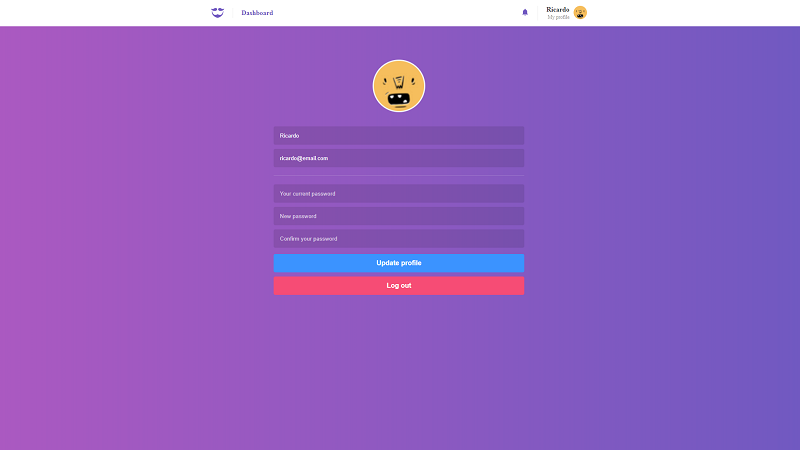 Dashboard
Ricardo
My profile
Ricardo
ricardo@email.com
Your current password
New password
Confirm your password
Update profile
Log out